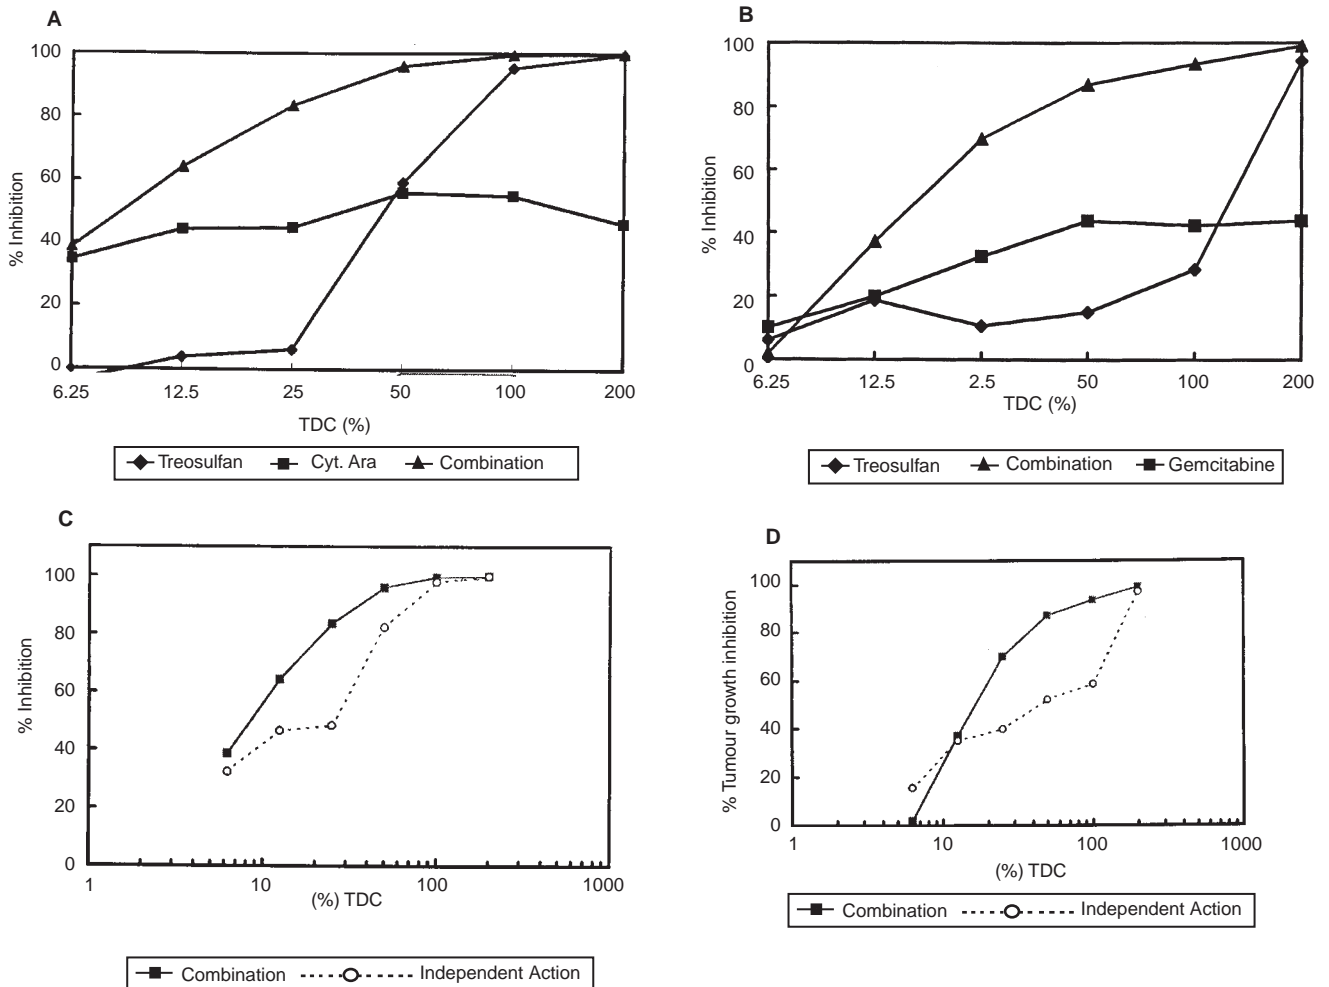 A
100
80
60
40
20
0
% Inhibition
6.25 12.5 25 50 100 200
TDC (%)
Treosulfan Cyt. Ara Combination
B
100
80
60
40
20
0
% Inhibition
6.25 12.5 2.5 50 100 200
TDC (%)
Treosulfan Combination Gemcitabine
C
100
80
60
40
20
0
% Inhibition
1 10 100 1000
(%) TDC
Combination Independent Action
D
100
80
60
40
20
0
% Tumour growth inhibition
1 10 100 1000
(%) TDC
Combination Independent Action